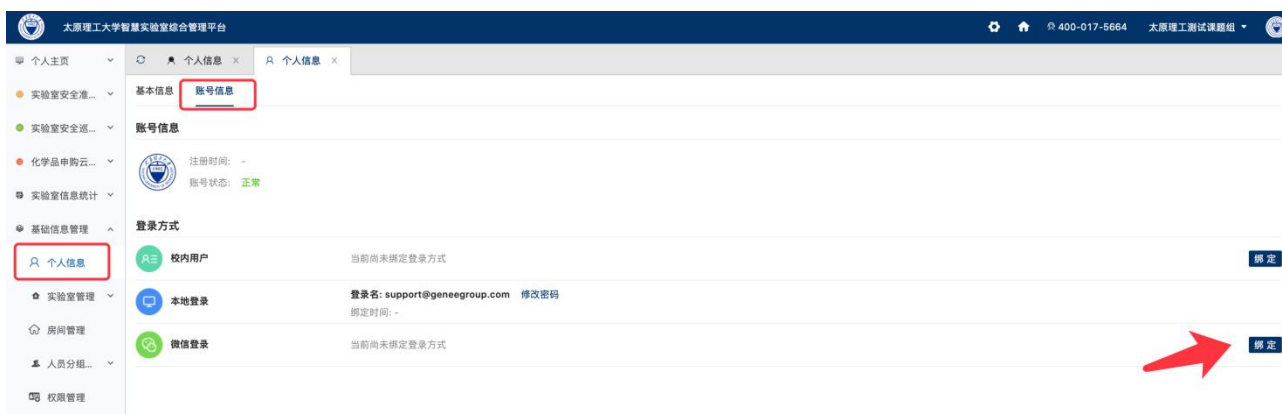 太原理工大学智慧实验室综合管理平台
400-017-5664 太原理工测试课题组
个人主页
个人信息 × 个人信息 ×
实验室安全准...
基本信息 账号信息
实验室安全巡...
账号信息
化学品申购云...
注册时间: -
账号状态: 正常
实验室信息统计
基础信息管理
登录方式
个人信息
校内用户 当前尚未绑定登录方式 绑定
实验室管理
本地登录 登录名: support@geneegroup.com 修改密码
绑定时间: -
房间管理
微信登录 当前尚未绑定登录方式 绑定
人员分组...
权限管理